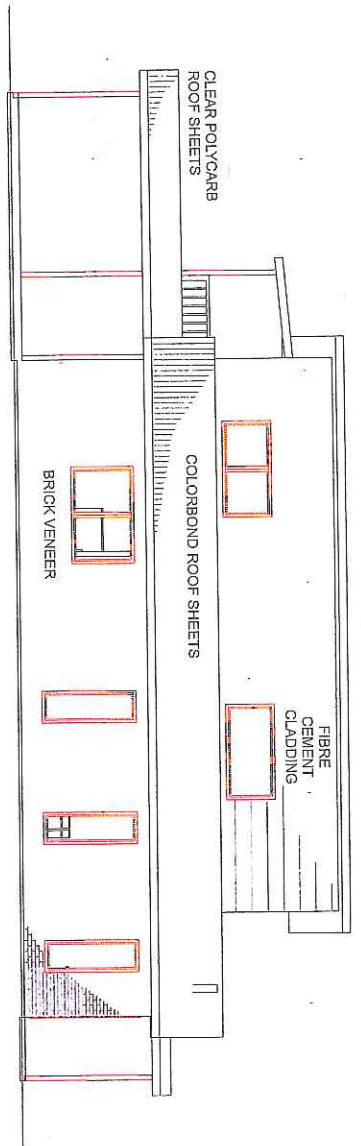 CLEAR POLYCARB
ROOF SHEETS
COLORBOND ROOF SHEETS
BRICK VENEER
FIBRE
CEMENT
CLADDING